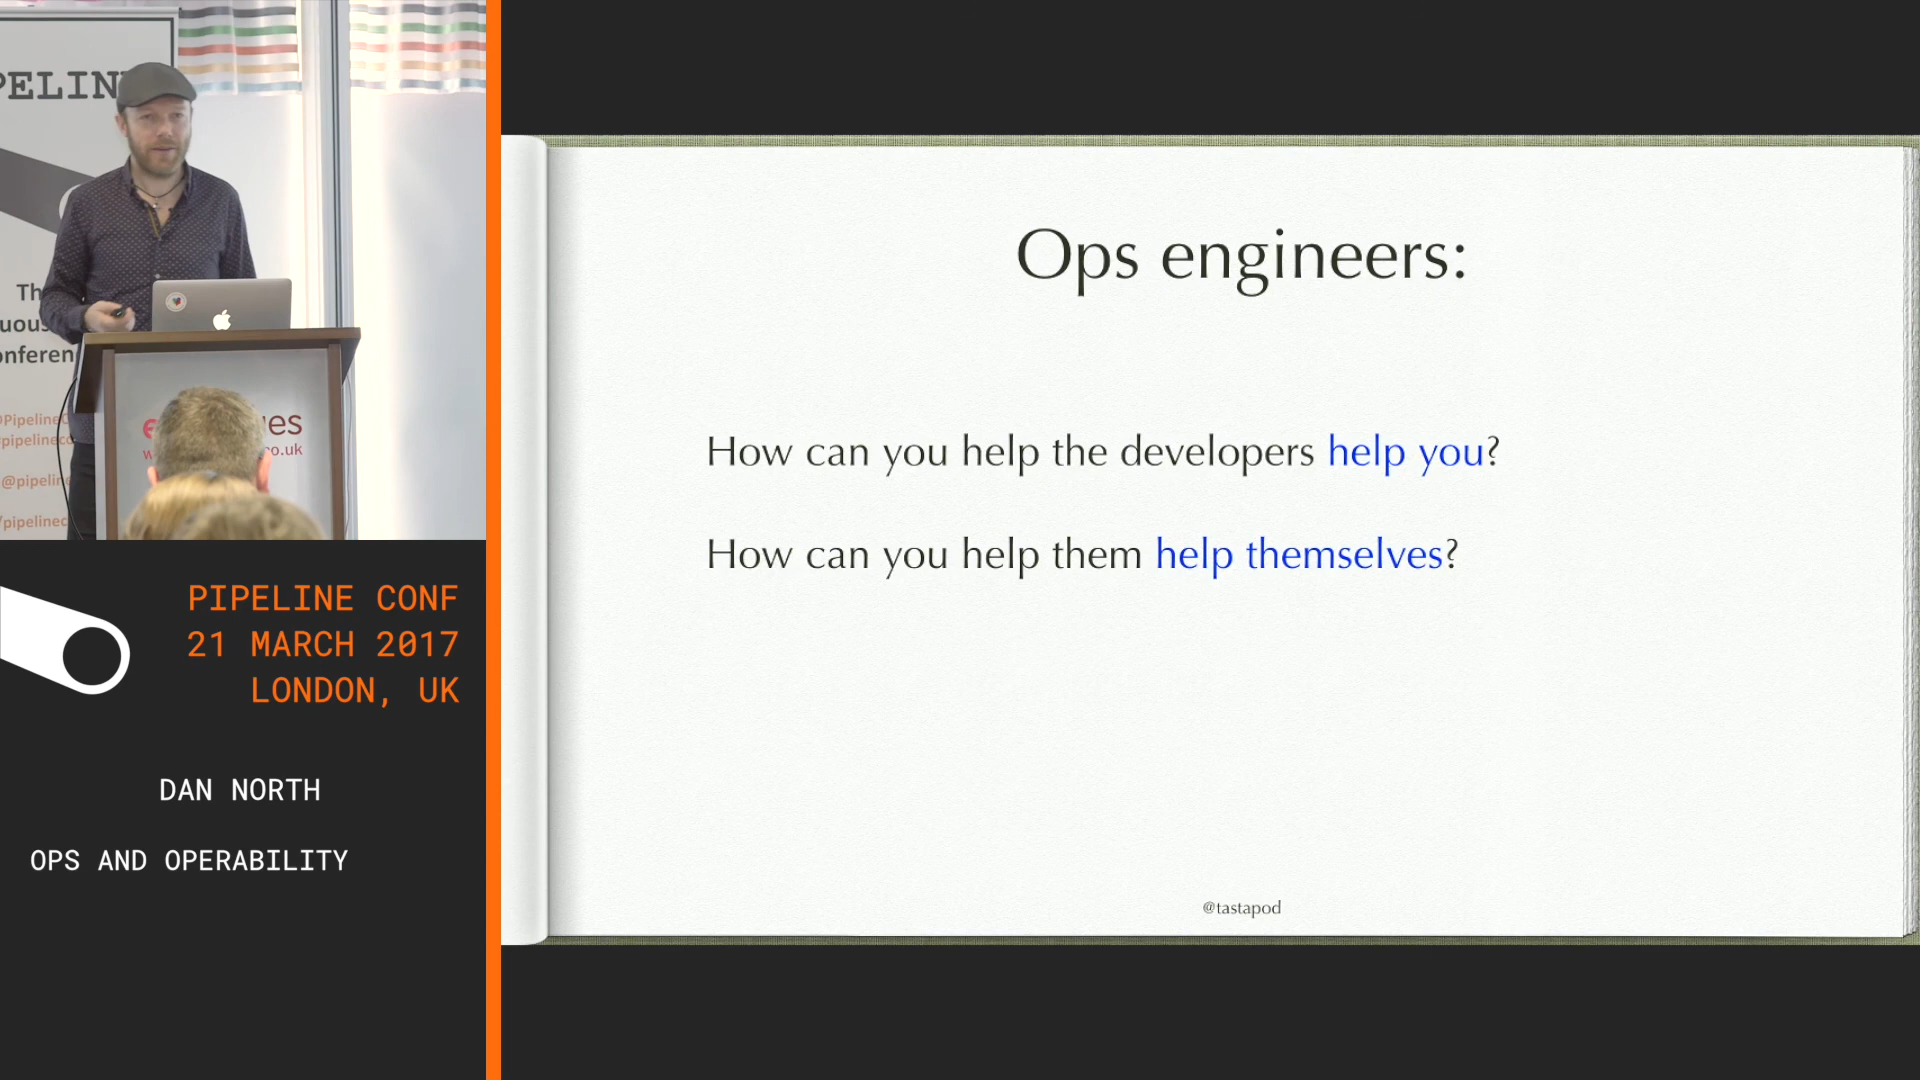 Ops engineers:
How can you help the developers help you?
How can you help them help themselves?
@tastapod
PIPELINE CONF
21 MARCH 2017
LONDON, UK
DAN NORTH
OPS AND OPERABILITY